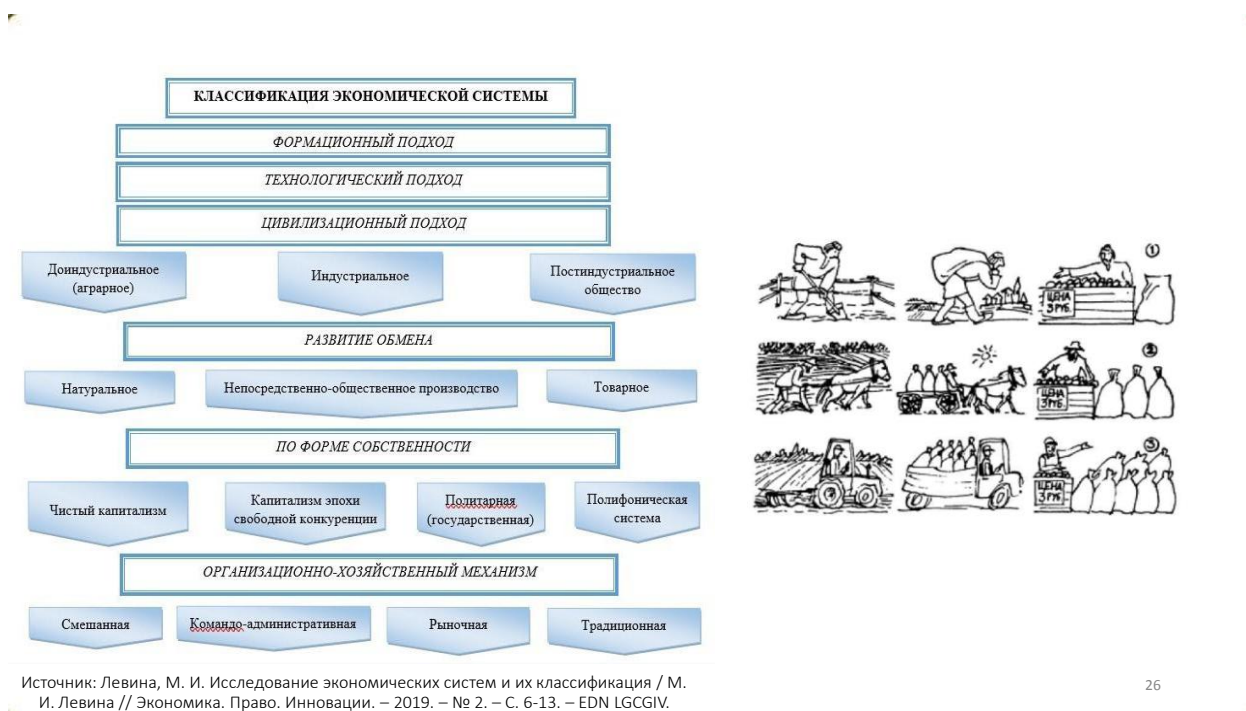 КЛАССИФИКАЦИЯ ЭКОНОМИЧЕСКОЙ СИСТЕМЫ
ФОРМАЦИОННЫЙ ПОДХОД
ТЕХНОЛОГИЧЕСКИЙ ПОДХОД
ЦИВИЛИЗАЦИОННЫЙ ПОДХОД
Доиндустриальное
(аграрное)
Индустриальное
Постиндустриальное
общество
РАЗВИТИЕ ОБМЕНА
Натуральное
Непосредственно-общественное производство
Товарное
ПО ФОРМЕ СОБСТВЕННОСТИ
Чистый капитализм
Капитализм эпохи
свободной конкуренции
Политарная
(государственная)
Полифоническая
система
ОРГАНИЗАЦИОННО-ХОЗЯЙСТВЕННЫЙ МЕХАНИЗМ
Смешанная
Командо-административная
Рыночная
Традиционная
1
ЦЕНА
3 РУБ.
2
ЦЕНА
3 РУБ.
3
ЦЕНА
3 РУБ
Источник: Левина, М. И. Исследование экономических систем и их классификация / М.
И. Левина // Экономика. Право. Инновации. – 2019. – № 2. – С. 6-13. – EDN LGCGIV.
26